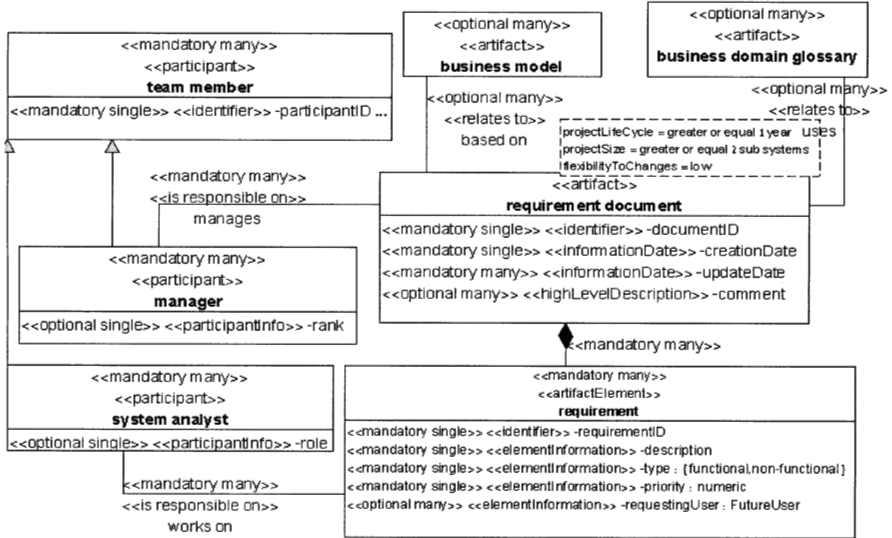 <<mandatory many>>
<<participant>>
team member
<<mandatory single>> <<identifier>> -participantID ...
<<optional many>>
<<artifact>>
business model
<<optional many>>
<<artifact>>
business domain glossary
<<optional many>>
<<relates to>>
based on
<<optional many>>
<<relates to>>
uses
projectLifeCycle = greater or equal 1 year
projectSize = greater or equal 2 sub systems
flexibilityToChanges = low
<<mandatory many>>
<<is responsible on>>
manages
<<artifact>>
requirement document
<<mandatory single>> <<identifier>> -documentID
<<mandatory single>> <<informationDate>> -creationDate
<<mandatory many>> <<informationDate>> -updateDate
<<optional many>> <<highLevelDescription>> -comment
<<mandatory many>>
<<participant>>
manager
<<optional single>> <<participantInfo>> -rank
<<mandatory many>>
<<mandatory many>>
<<participant>>
system analyst
<<optional single>> <<participantInfo>> -role
<<mandatory many>>
<<artifactElement>>
requirement
<<mandatory single>> <<identifier>> -requirementID
<<mandatory single>> <<elementInformation>> -description
<<mandatory single>> <<elementInformation>> -type : {functional,non-functional}
<<mandatory single>> <<elementInformation>> -priority : numeric
<<optional many>> <<elementInformation>> -requestingUser : FutureUser
<<mandatory many>>
<<is responsible on>>
works on